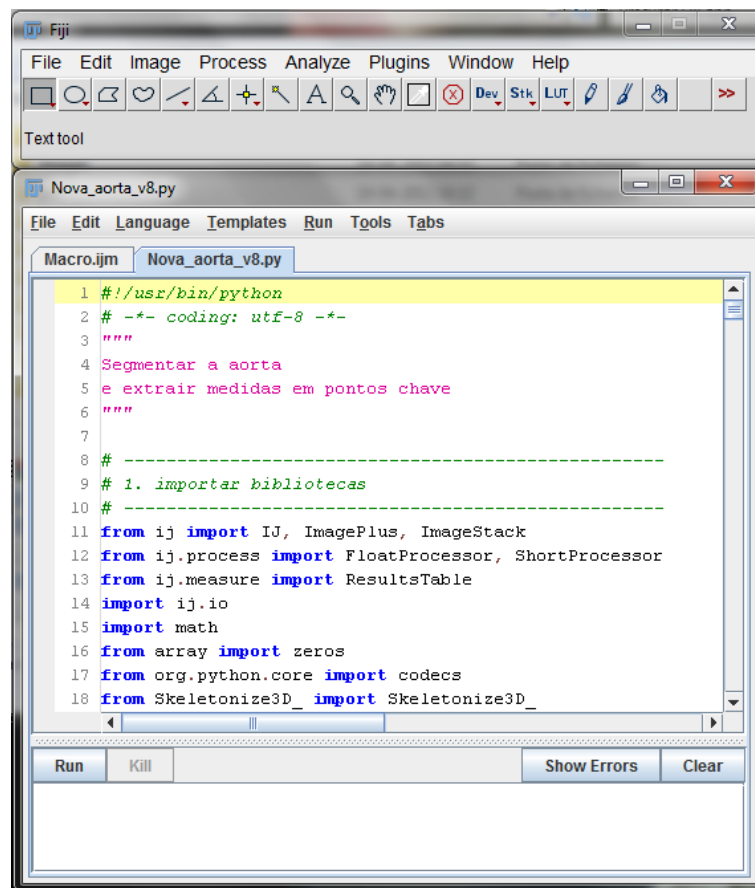 Fiji
File Edit Image Process Analyze Plugins Window Help
A Dev Stk LUT >>
Text tool
Nova_aorta_v8.py
File Edit Language Templates Run Tools Tabs
Macro.ijm Nova_aorta_v8.py
1 #!/usr/bin/python
2 # -*- coding: utf-8 -*-
3 """
4 Segmentar a aorta
5 e extrair medidas em pontos chave
6 """
7
8 # --------------------------------------------------
9 # 1. importar bibliotecas
10 # --------------------------------------------------
11 from ij import IJ, ImagePlus, ImageStack
12 from ij.process import FloatProcessor, ShortProcessor
13 from ij.measure import ResultsTable
14 import ij.io
15 import math
16 from array import zeros
17 from org.python.core import codecs
18 from Skeletonize3D_ import Skeletonize3D_
Run Kill Show Errors Clear